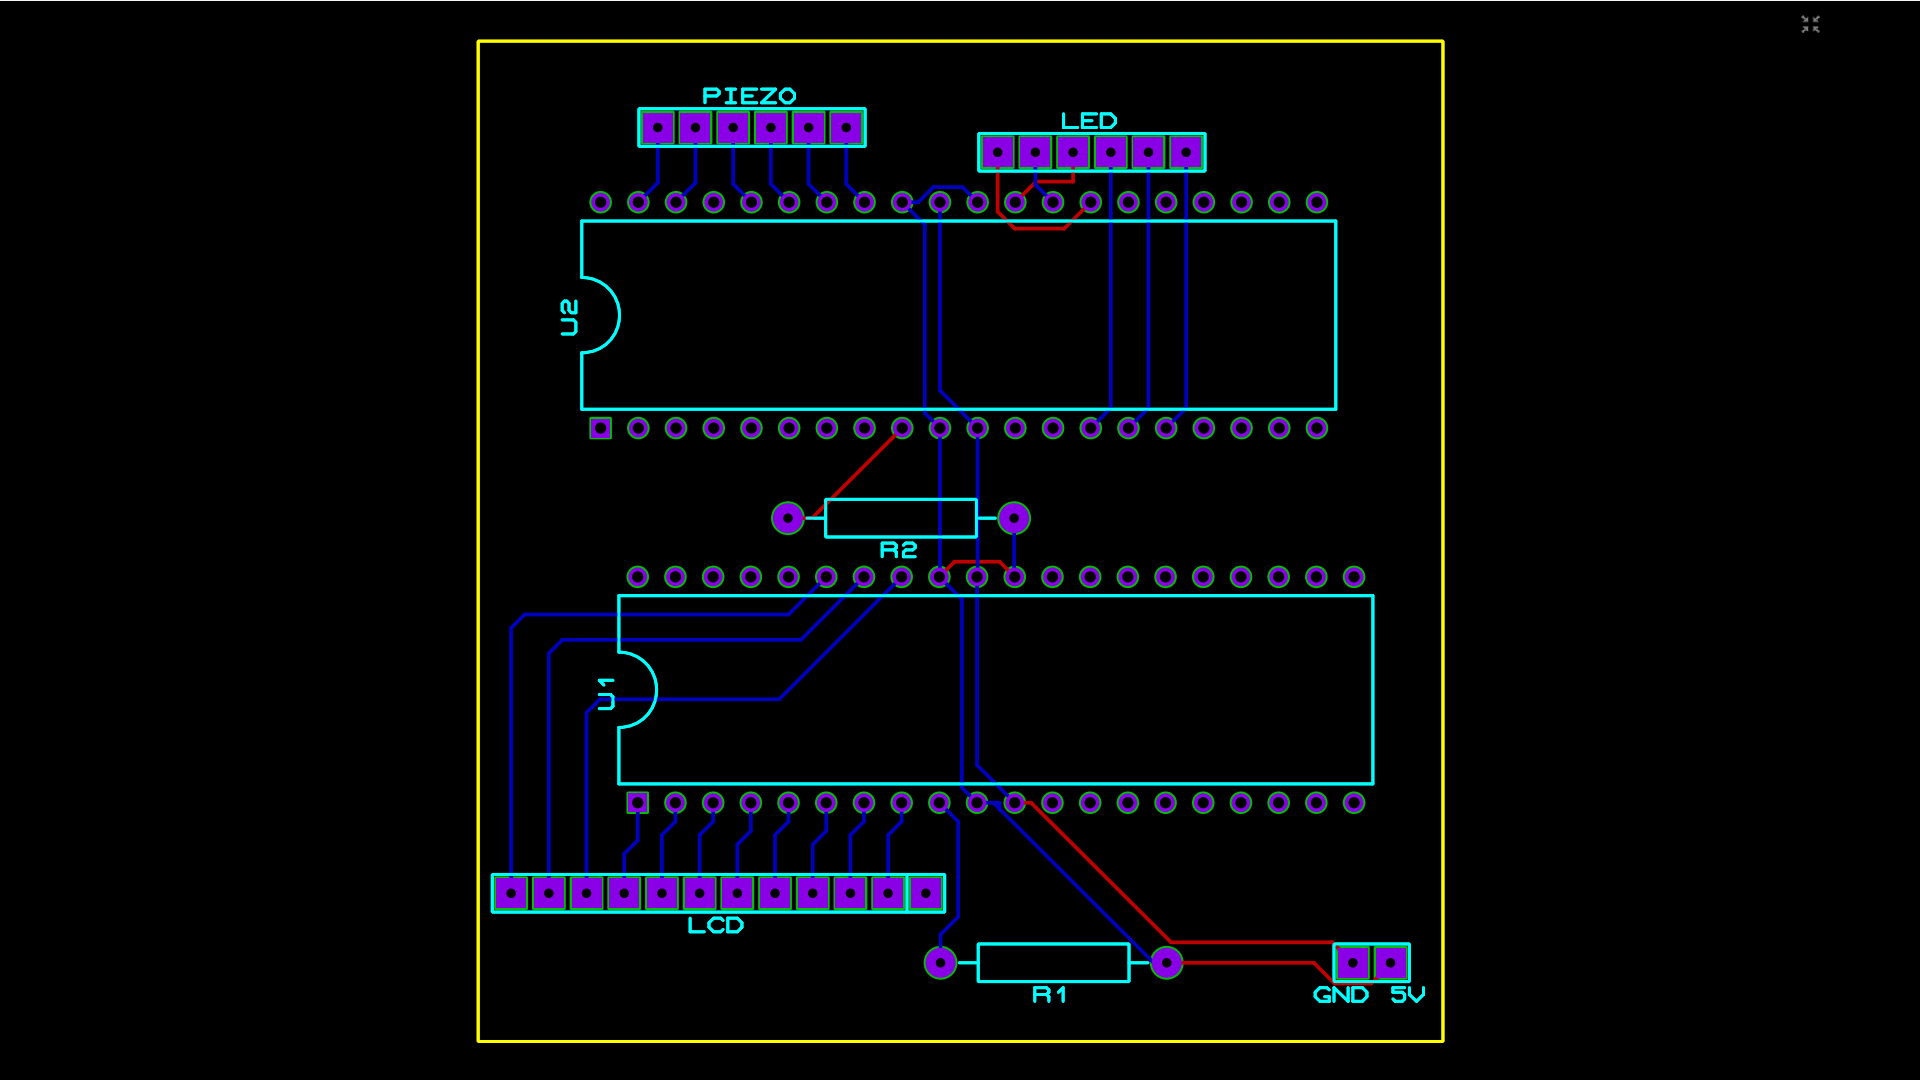 PIEZO
LED
U2
R2
U1
LCD
R1
GND 5V